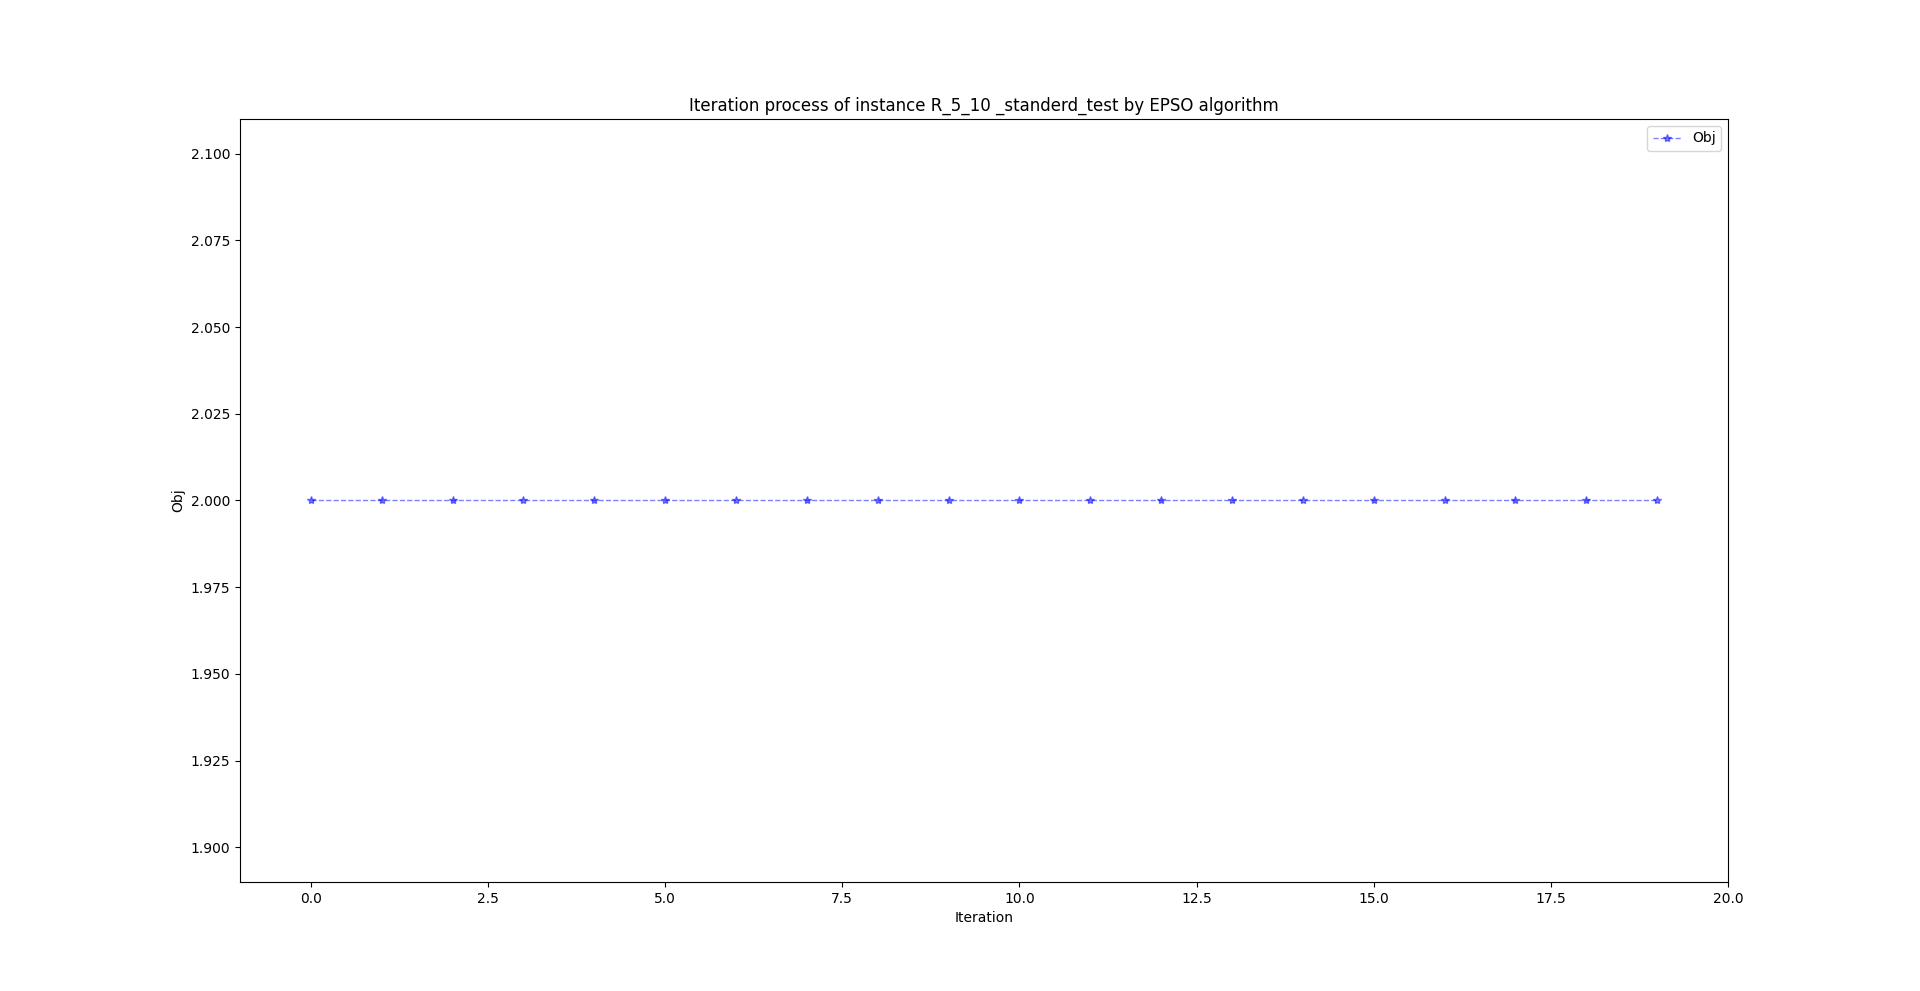 Iteration process of instance R_5_10 _standerd_test by EPSO algorithm
Obj
2.100
2.075
2.050
2.025
2.000
1.975
1.950
1.925
1.900
Obj
0.0 2.5 5.0 7.5 10.0 12.5 15.0 17.5 20.0
Iteration